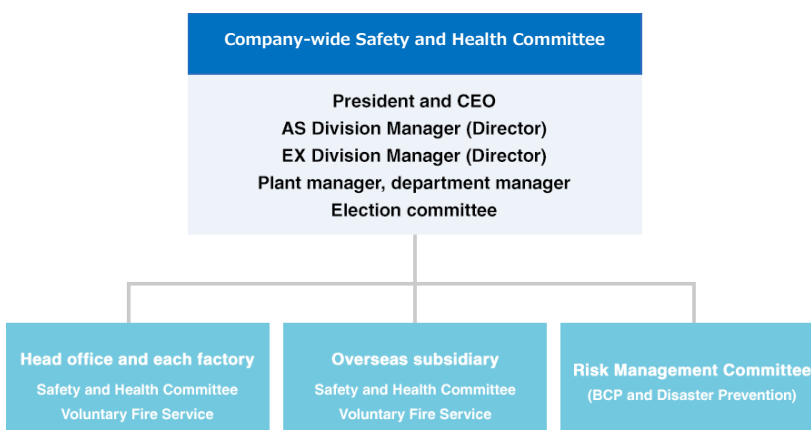 Company-wide Safety and Health Committee
President and CEO
AS Division Manager (Director)
EX Division Manager (Director)
Plant manager, department manager
Election committee
Head office and each factory
Safety and Health Committee
Voluntary Fire Service
Overseas subsidiary
Safety and Health Committee
Voluntary Fire Service
Risk Management Committee
(BCP and Disaster Prevention)